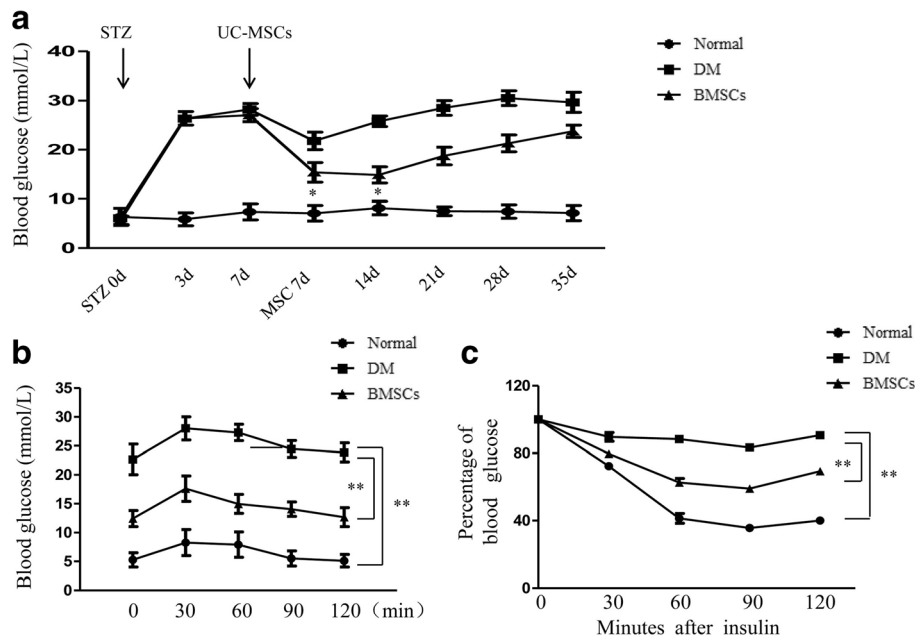 a
STZ
UC-MSCs
Normal
DM
BMSCs
Blood glucose (mmol/L)
40
30
20
10
0
*
*
STZ 0d
3d
7d
MSC 7d
14d
21d
28d
35d
b
Normal
DM
BMSCs
Blood glucose (mmol/L)
35
30
25
20
15
10
5
0
**
**
0 30 60 90 120 (min)
c
Normal
DM
BMSCs
Percentage of
blood glucose
120
80
40
0
**
**
0 30 60 90 120
Minutes after insulin